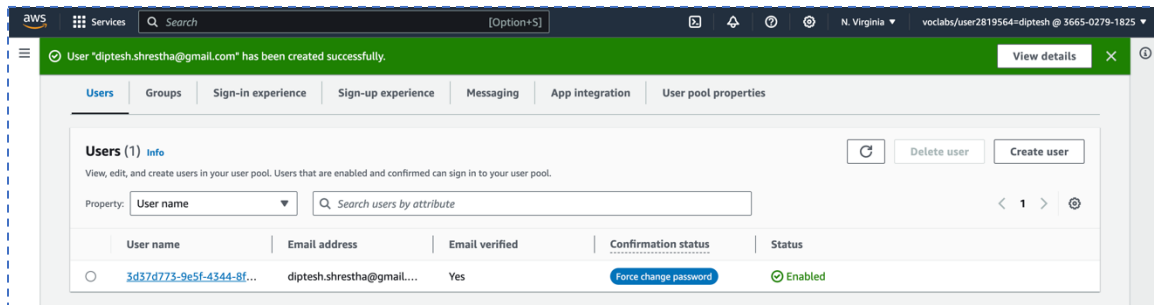 aws Services Search [Option+S] N. Virginia ▼ voclabs/user2819564=diptesh @ 3665-0279-1825 ▼
User "diptesh.shrestha@gmail.com" has been created successfully. View details
Users Groups Sign-in experience Sign-up experience Messaging App integration User pool properties
Users (1) Info Delete user Create user
View, edit, and create users in your user pool. Users that are enabled and confirmed can sign in to your user pool.
Property: User name Search users by attribute 1
User name Email address Email verified Confirmation status Status
3d37d773-9e5f-4344-8f... diptesh.shrestha@gmail.... Yes Force change password Enabled